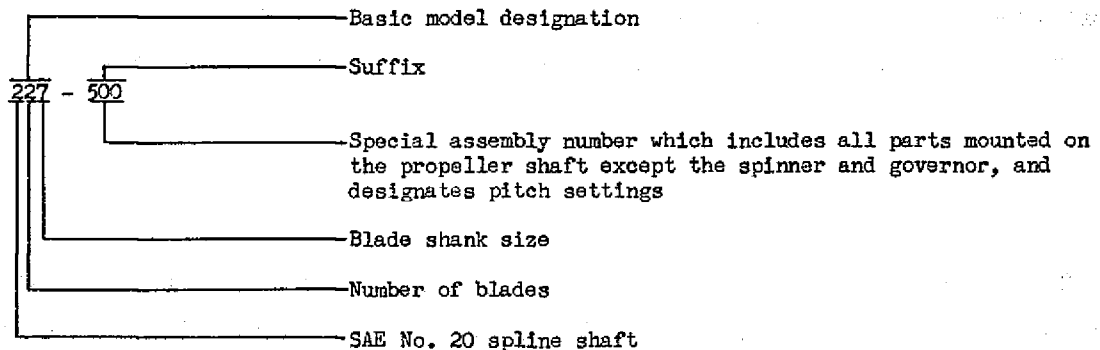 Basic model designation
Suffix
227 - 500
Special assembly number which includes all parts mounted on
the propeller shaft except the spinner and governor, and
designates pitch settings
Blade shank size
Number of blades
SAE No. 20 spline shaft